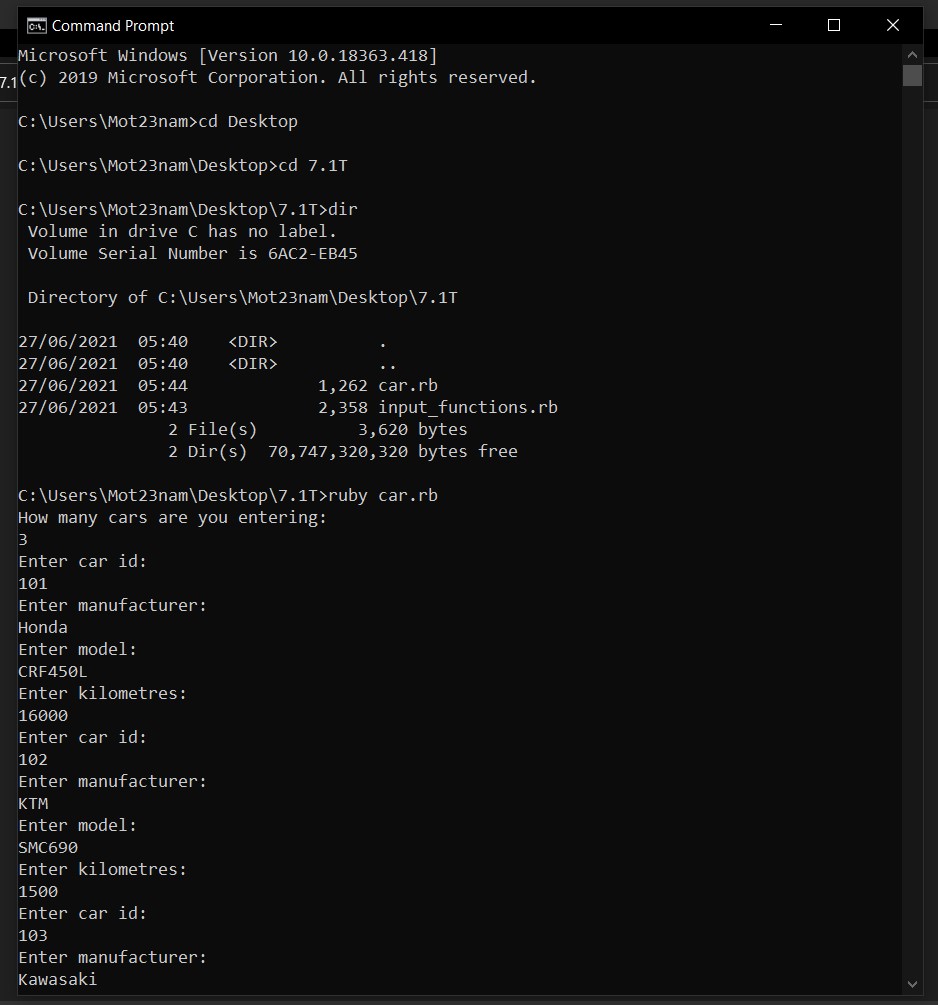 Command Prompt
Microsoft Windows [Version 10.0.18363.418]
7.1
(c) 2019 Microsoft Corporation. All rights reserved.
C:\Users\Mot23nam>cd Desktop
C:\Users\Mot23nam\Desktop>cd 7.1T
C:\Users\Mot23nam\Desktop\7.1T>dir
Volume in drive C has no label.
Volume Serial Number is 6AC2-EB45
Directory of C:\Users\Mot23nam\Desktop\7.1T
27/06/2021  05:40    <DIR>          .
27/06/2021  05:40    <DIR>          ..
27/06/2021  05:44             1,262 car.rb
27/06/2021  05:43             2,358 input_functions.rb
2 File(s)          3,620 bytes
2 Dir(s)  70,747,320,320 bytes free
C:\Users\Mot23nam\Desktop\7.1T>ruby car.rb
How many cars are you entering:
3
Enter car id:
101
Enter manufacturer:
Honda
Enter model:
CRF450L
Enter kilometres:
16000
Enter car id:
102
Enter manufacturer:
KTM
Enter model:
SMC690
Enter kilometres:
1500
Enter car id:
103
Enter manufacturer:
Kawasaki